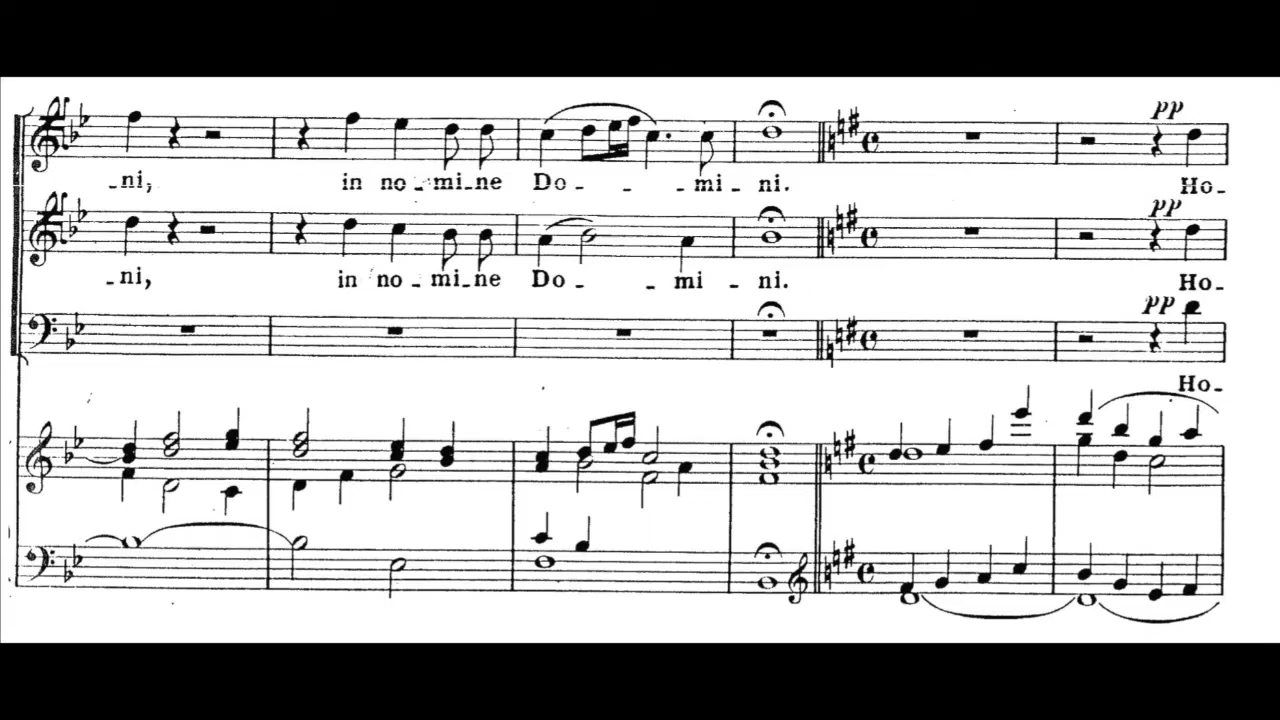 pp
-ni, in no-mi-ne Do - - mi - ni. Ho-
pp
-ni, in no-mi-ne Do - - mi - ni. Ho-
pp
Ho-